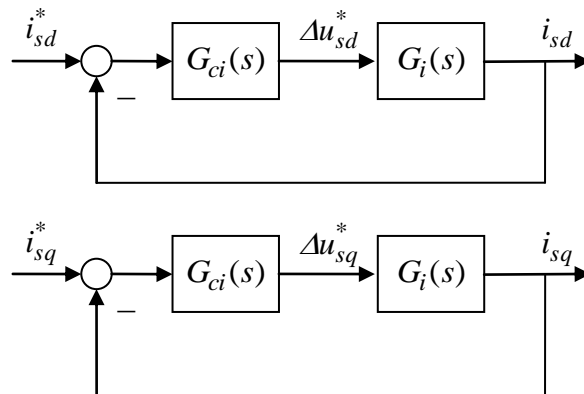 i*sd Gci(s) Δu*sd Gi(s) isd
−
i*sq Gci(s) Δu*sq Gi(s) isq
−